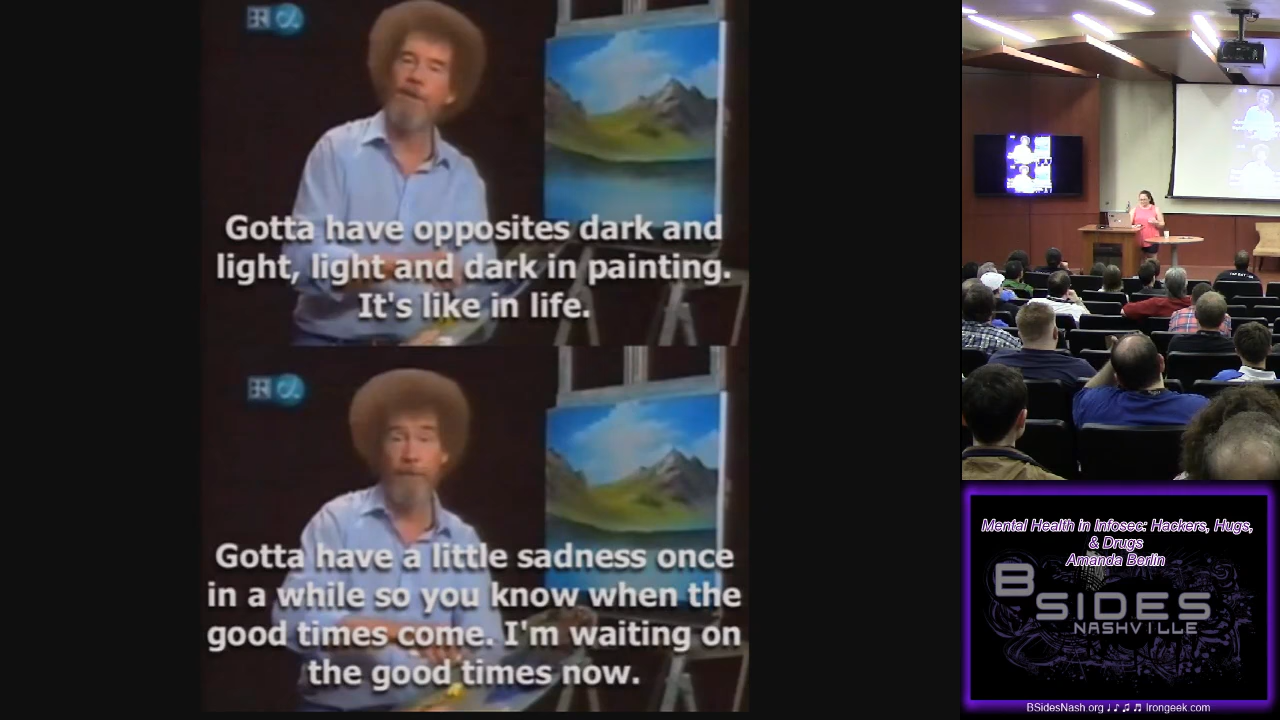 BR α
Gotta have opposites dark and
light, light and dark in painting.
It's like in life.
BR α
Gotta have a little sadness once
in a while so you know when the
good times come. I'm waiting on
the good times now.
Mental Health in Infosec: Hackers, Hugs,
& Drugs
Amanda Berlin
BSIDES
NASHVILLE
BSidesNash.org ♩♪♫♬ Irongeek.com